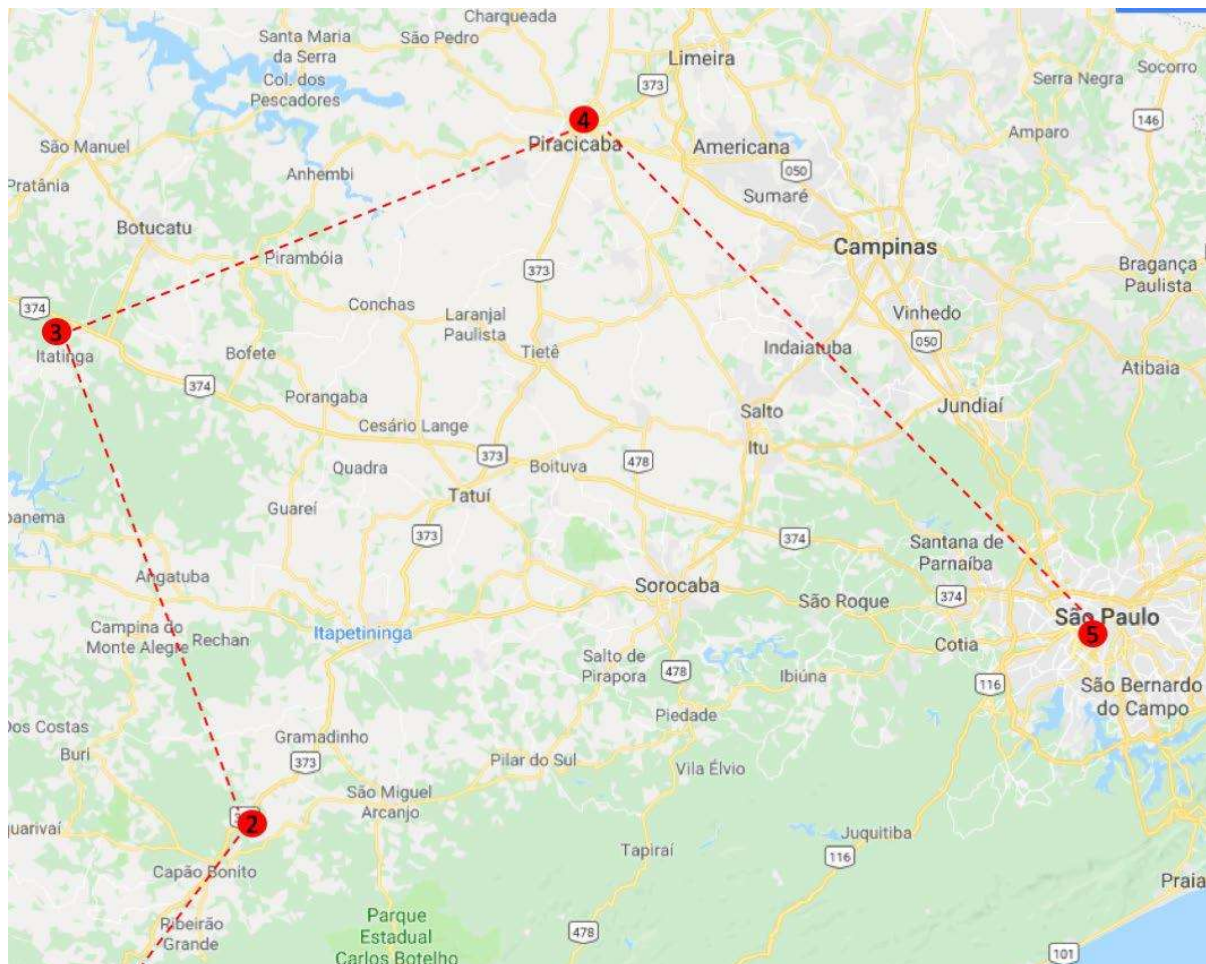 Charqueada
Santa Maria
da Serra
São Pedro
Limeira
Socorro
Serra Negra
Col. dos
Pescadores
373
4
146
Amparo
São Manuel
Piracicaba
Americana
050
Anhembi
Sumaré
Pratânia
Botucatu
Campinas
Pirambóia
373
Bragança
Paulista
374
Conchas
Laranjal
Paulista
Vinhedo
3
050
Itatinga
Bofete
Tietê
Indaiatuba
Atibaia
374
Porangaba
Jundiaí
Cesário Lange
Salto
Itu
373
Quadra
Boituva
478
Tatuí
Guareí
373
374
Santana de
Parnaíba
Angatuba
Sorocaba
São Roque
374
São Paulo
Campina do
Monte Alegre
Rechan
Itapetininga
5
Cotia
Salto de
Pirapora
478
Ibiúna
116
São Bernardo
do Campo
Piedade
Gramadinho
Buri
373
Pilar do Sul
Vila Élvio
São Miguel
Arcanjo
2
Juquitiba
Tapiraí
116
Capão Bonito
Praia
Ribeirão
Grande
Parque
Estadual
Carlos Botelho
478
101